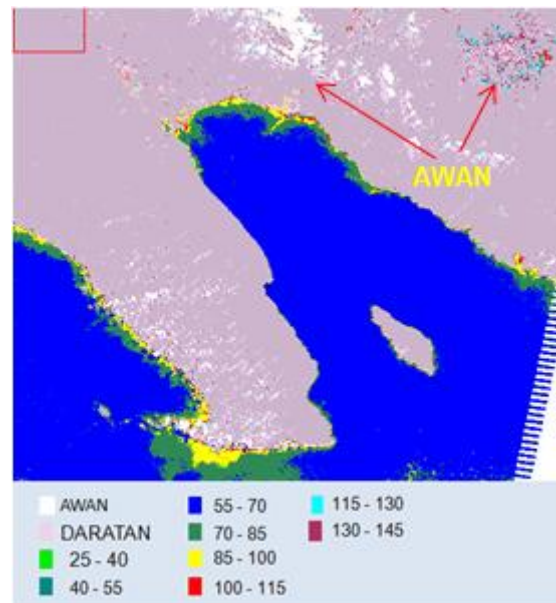 AWAN
AWAN 55 - 70 115 - 130
DARATAN 70 - 85 130 - 145
25 - 40 85 - 100
40 - 55 100 - 115